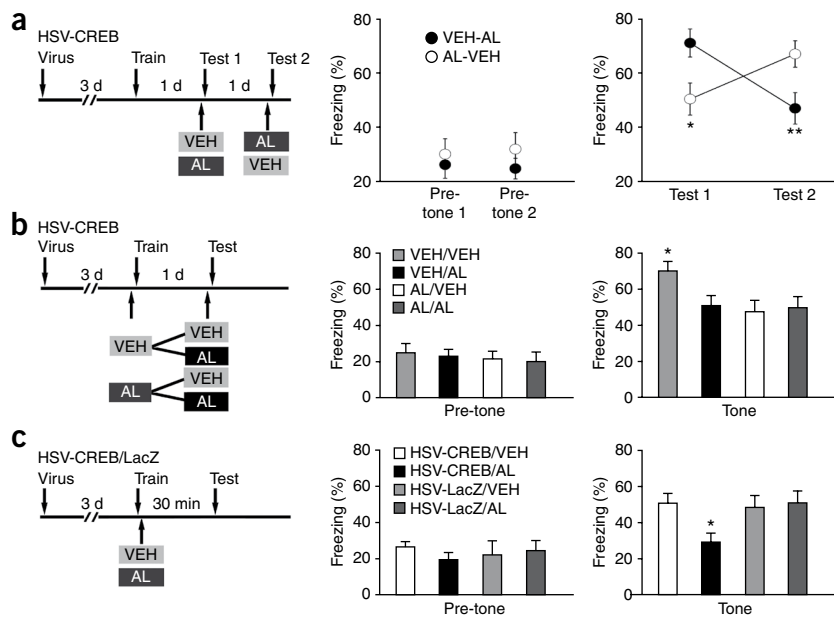 a
HSV-CREB
Virus Train Test 1 Test 2
3 d 1 d 1 d
VEH AL
AL VEH
Freezing (%)
80
60
40
20
VEH-AL
AL-VEH
Pre-tone 1
Pre-tone 2
Freezing (%)
80
60
40
20
*
**
Test 1 Test 2
b
HSV-CREB
Virus Train Test
3 d 1 d
VEH VEH
AL
AL VEH
AL
Freezing (%)
80
60
40
20
0
VEH/VEH
VEH/AL
AL/VEH
AL/AL
Pre-tone
Freezing (%)
80
60
40
20
0
*
Tone
c
HSV-CREB/LacZ
Virus Train Test
3 d 30 min
VEH
AL
Freezing (%)
80
60
40
20
0
HSV-CREB/VEH
HSV-CREB/AL
HSV-LacZ/VEH
HSV-LacZ/AL
Pre-tone
Freezing (%)
80
60
40
20
0
*
Tone